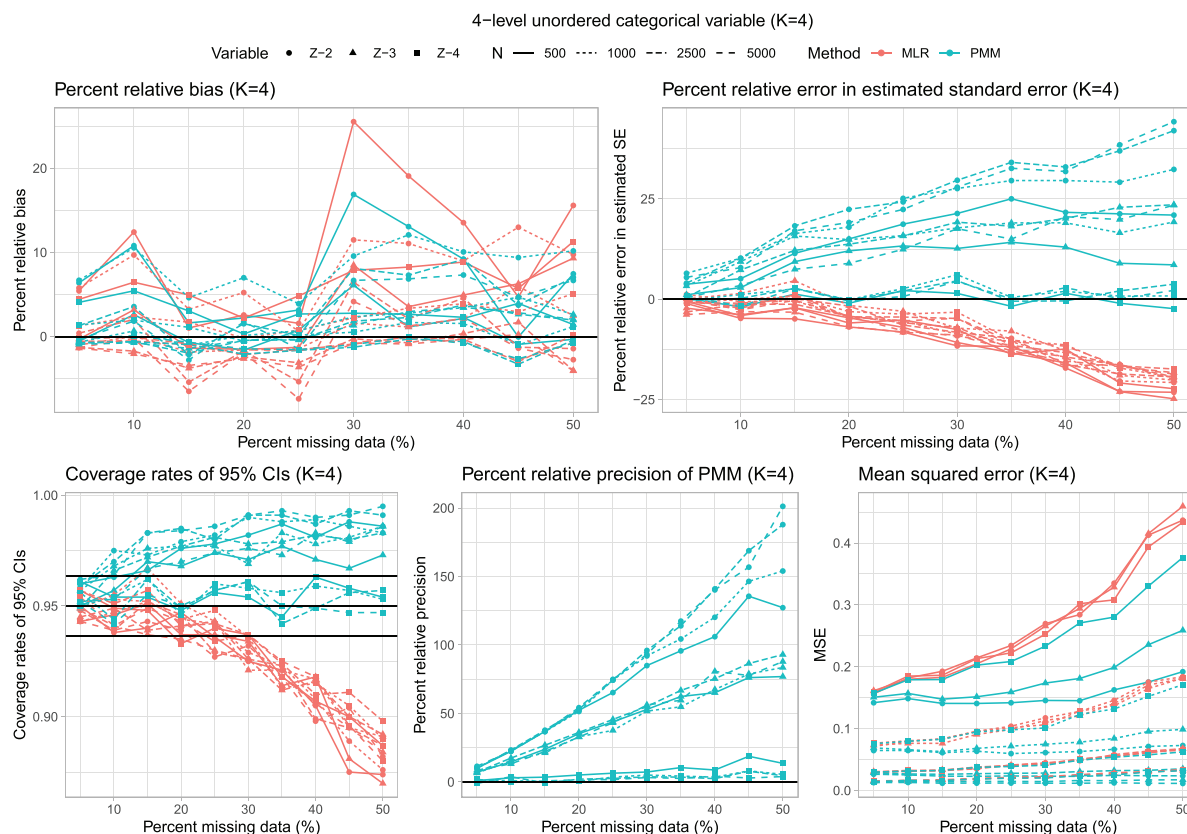 4−level unordered categorical variable (K=4)
Variable Z−2 Z−3 Z−4 N 500 1000 2500 5000 Method MLR PMM
Percent relative bias (K=4)
Percent relative bias
20
10
0
10 20 30 40 50
Percent missing data (%)
Percent relative error in estimated standard error (K=4)
Percent relative error in estimated SE
25
0
−25
10 20 30 40 50
Percent missing data (%)
Coverage rates of 95% CIs (K=4)
Coverage rates of 95% CIs
1.00
0.95
0.90
10 20 30 40 50
Percent missing data (%)
Percent relative precision of PMM (K=4)
Percent relative precision
200
150
100
50
0
10 20 30 40 50
Percent missing data (%)
Mean squared error (K=4)
MSE
0.4
0.3
0.2
0.1
0.0
10 20 30 40 50
Percent missing data (%)